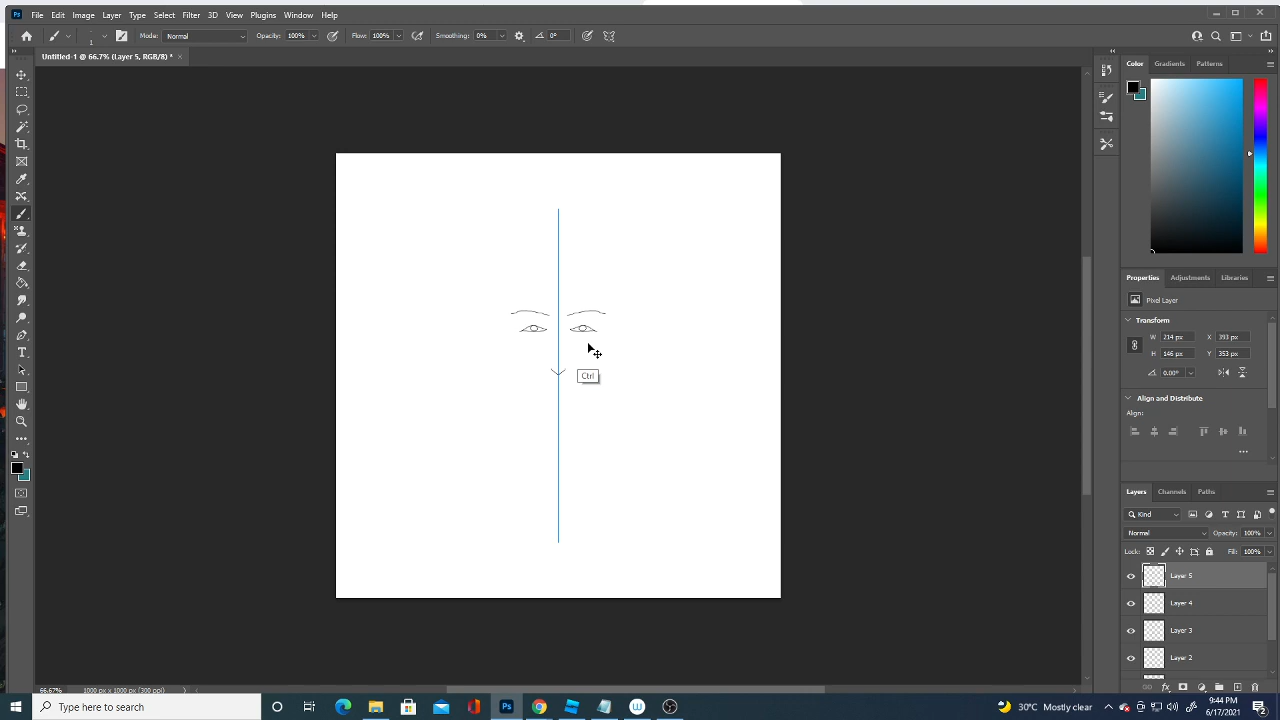 Ps File Edit Image Layer Type Select Filter 3D View Plugins Window Help
1 Mode: Normal Opacity: 100% Flow: 100% Smoothing: 0% 0°
Untitled-1 @ 66.7% (Layer 5, RGB/8) * ×
Color Gradients Patterns
Properties Adjustments Libraries
Pixel Layer
Transform
W 214 px X 393 px
H 146 px Y 353 px
0.00°
Align and Distribute
Align:
Ctrl
Layers Channels Paths
Kind
Normal Opacity: 100%
Lock: Fill: 100%
Layer 5
Layer 4
Layer 3
Layer 2
66.67% 1000 px x 1000 px (300 ppi)
Type here to search
30°C Mostly clear
9:44 PM
6/17/2021